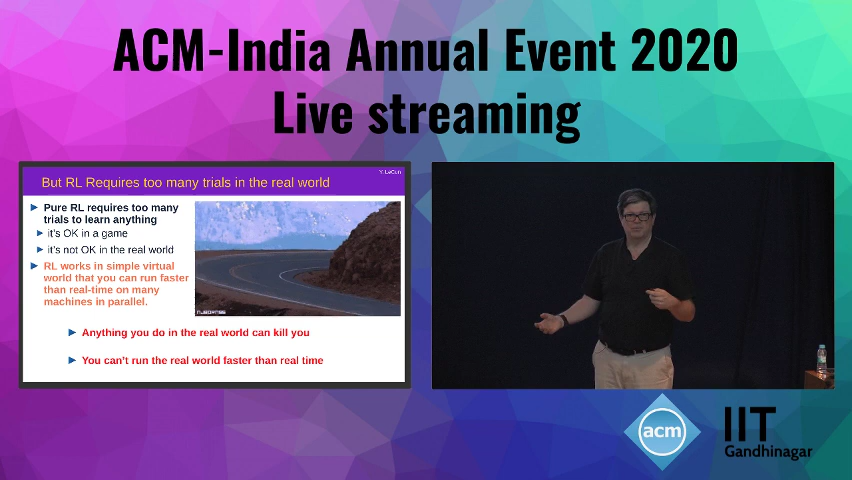 ACM-India Annual Event 2020
Live streaming
Y. LeCun
But RL Requires too many trials in the real world
Pure RL requires too many
trials to learn anything
it's OK in a game
it's not OK in the real world
RL works in simple virtual
world that you can run faster
than real-time on many
machines in parallel.
Anything you do in the real world can kill you
You can't run the real world faster than real time
acm
IIT
Gandhinagar